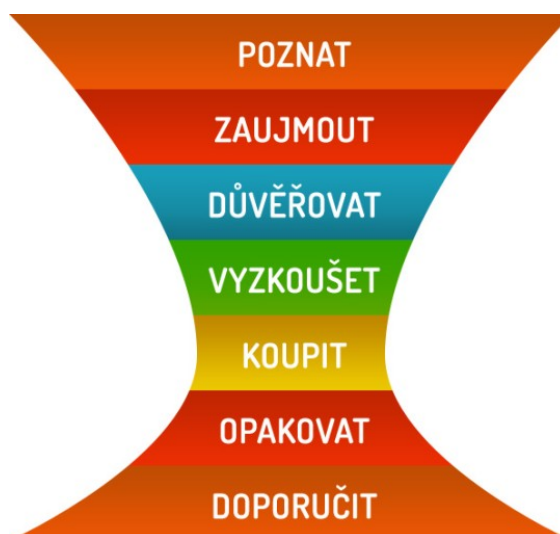 POZNAT
ZAUJMOUT
DŮVĚŘOVAT
VYZKOUŠET
KOUPIT
OPAKOVAT
DOPORUČIT